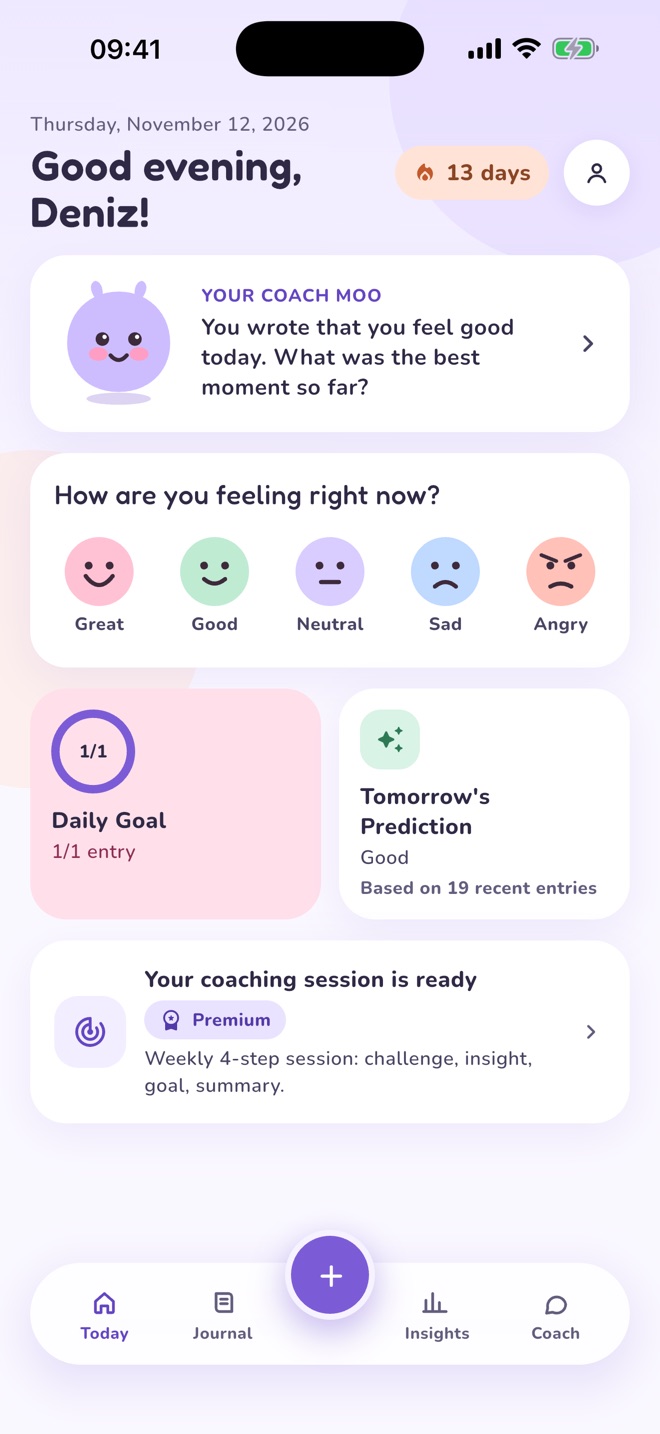 09:41
Thursday, November 12, 2026
Good evening,
Deniz!
13 days
YOUR COACH MOO
You wrote that you feel good
today. What was the best
moment so far?
How are you feeling right now?
Great
Good
Neutral
Sad
Angry
1/1
Daily Goal
1/1 entry
Tomorrow's
Prediction
Good
Based on 19 recent entries
Your coaching session is ready
Premium
Weekly 4-step session: challenge, insight,
goal, summary.
Today
Journal
Insights
Coach